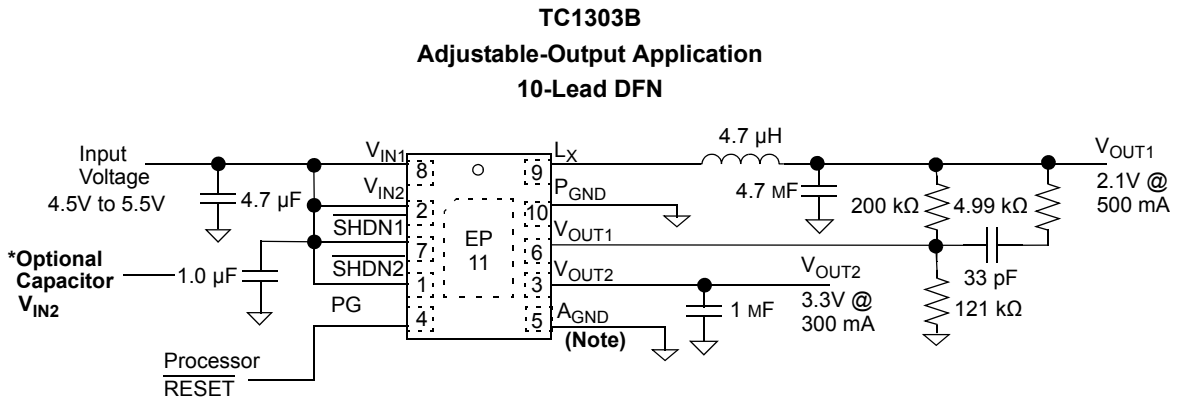 TC1303B
Adjustable-Output Application
10-Lead DFN
Input
Voltage
4.5V to 5.5V
4.7 µF
*Optional
Capacitor
VIN2
1.0 µF
Processor
RESET
VIN1
VIN2
SHDN1
SHDN2
PG
8
2
7
1
4
EP
11
9
10
6
3
5
LX
PGND
VOUT1
VOUT2
AGND
(Note)
4.7 µH
4.7 MF
200 kΩ
4.99 kΩ
33 pF
121 kΩ
VOUT1
2.1V @
500 mA
1 MF
VOUT2
3.3V @
300 mA